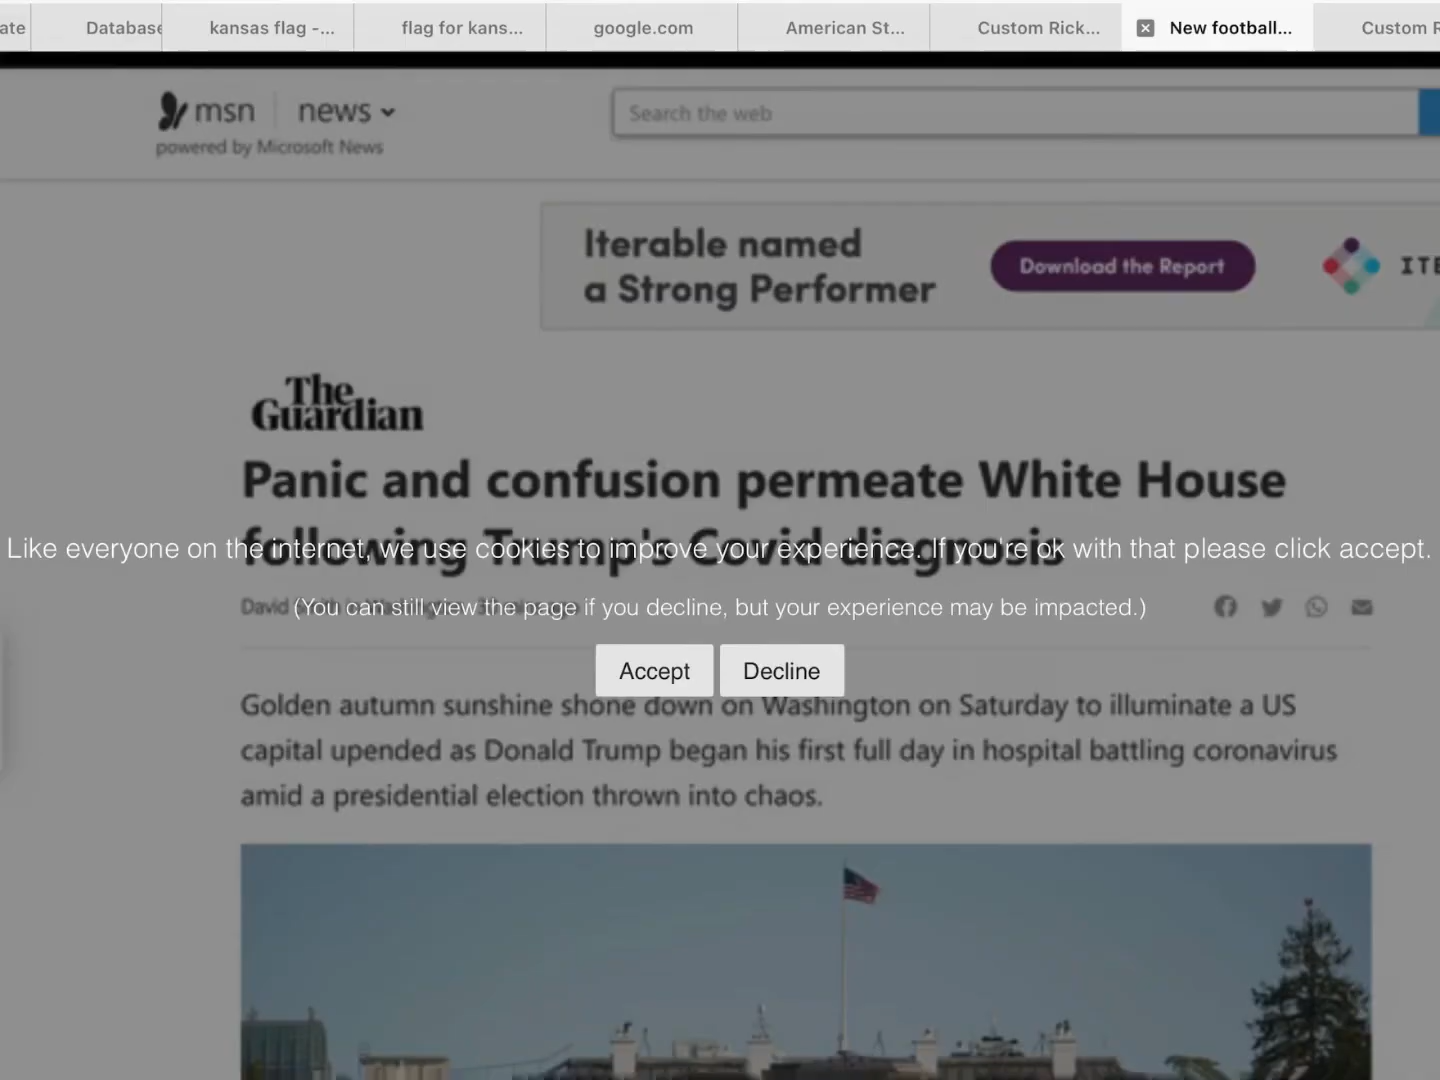 ate
Database
kansas flag -...
flag for kans...
google.com
American St...
Custom Rick...
New football...
Custom R
msn
news
powered by Microsoft News
Search the web
Iterable named
a Strong Performer
Download the Report
ITE
The
Guardian
Panic and confusion permeate White House
following Trump's Covid diagnosis
Like everyone on the internet, we use cookies to improve your experience. If you're ok with that please click accept.
David
(You can still view the page if you decline, but your experience may be impacted.)
Accept
Decline
Golden autumn sunshine shone down on Washington on Saturday to illuminate a US
capital upended as Donald Trump began his first full day in hospital battling coronavirus
amid a presidential election thrown into chaos.